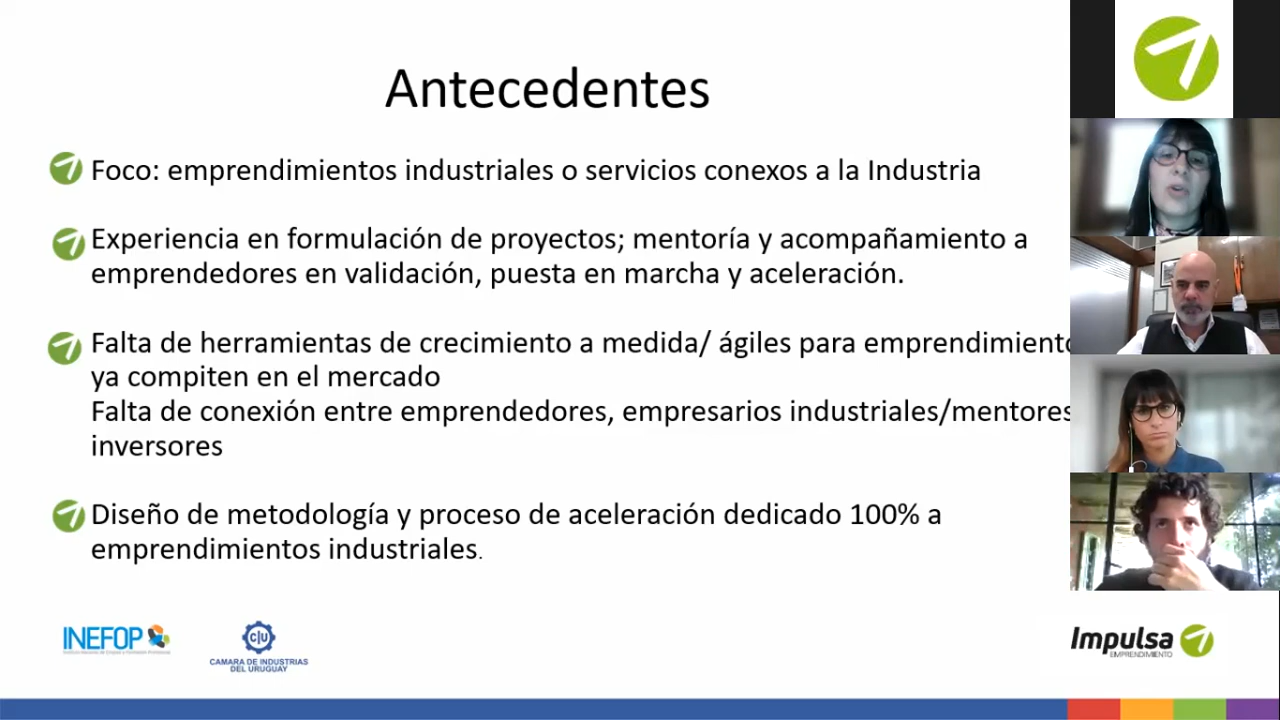 Antecedentes
Foco: emprendimientos industriales o servicios conexos a la Industria
Experiencia en formulación de proyectos; mentoría y acompañamiento a
emprendedores en validación, puesta en marcha y aceleración.
Falta de herramientas de crecimiento a medida/ ágiles para emprendimiento
ya compiten en el mercado
Falta de conexión entre emprendedores, empresarios industriales/mentores
inversores
Diseño de metodología y proceso de aceleración dedicado 100% a
emprendimientos industriales.
INEFOP
CIU
CAMARA DE INDUSTRIAS
DEL URUGUAY
Impulsa
EMPRENDIMIENTO